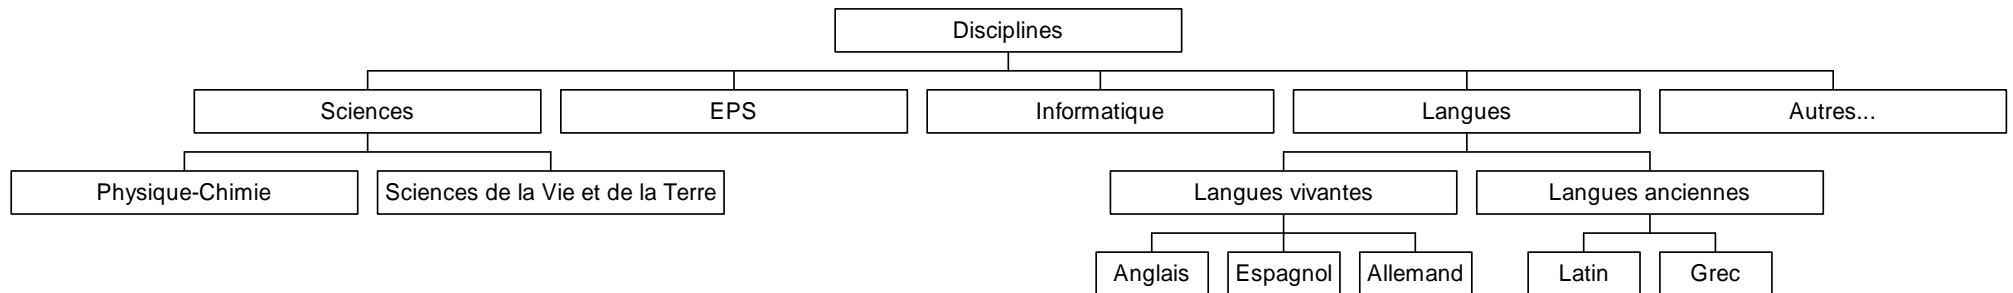 Disciplines
Sciences
EPS
Informatique
Langues
Autres...
Physique-Chimie
Sciences de la Vie et de la Terre
Langues vivantes
Langues anciennes
Anglais
Espagnol
Allemand
Latin
Grec